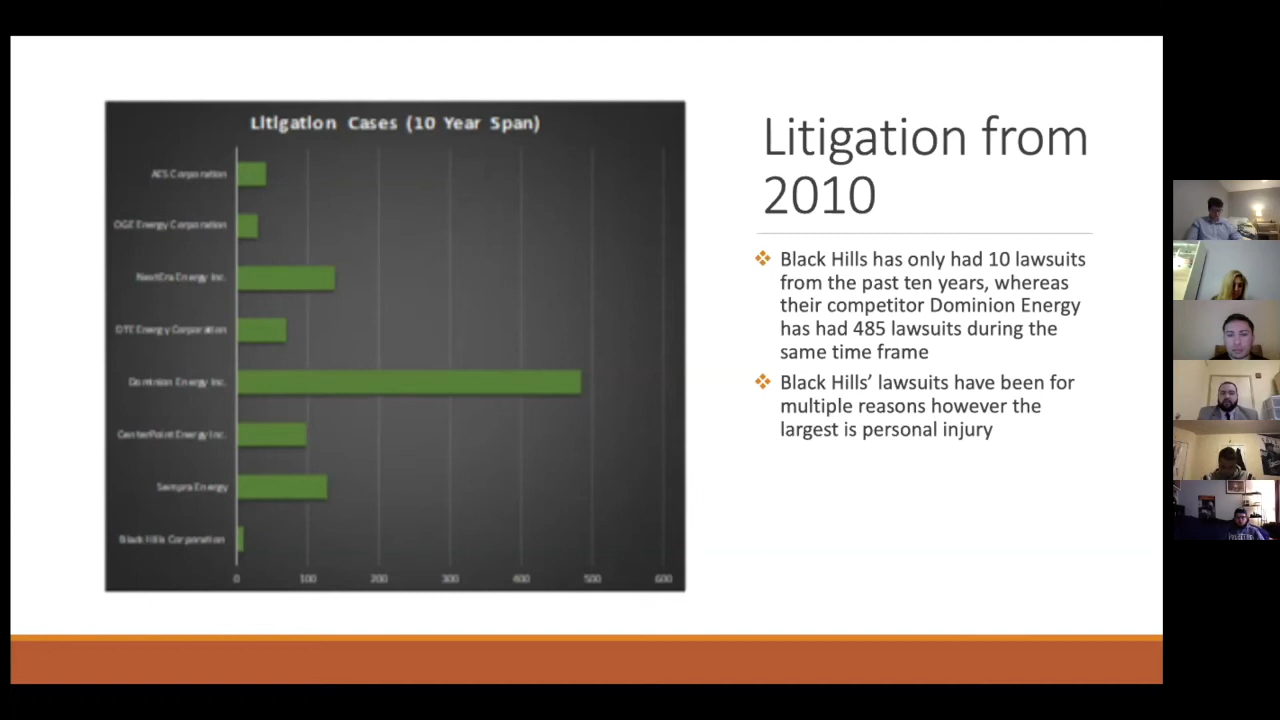 Litigation Cases (10 Year Span)
AES Corporation
OGE Energy Corporation
NextEra Energy Inc.
DTE Energy Corporation
Dominion Energy Inc.
CenterPoint Energy Inc.
Sempra Energy
Black Hills Corporation
0 100 200 300 400 500 600
Litigation from
2010
Black Hills has only had 10 lawsuits
from the past ten years, whereas
their competitor Dominion Energy
has had 485 lawsuits during the
same time frame
Black Hills’ lawsuits have been for
multiple reasons however the
largest is personal injury